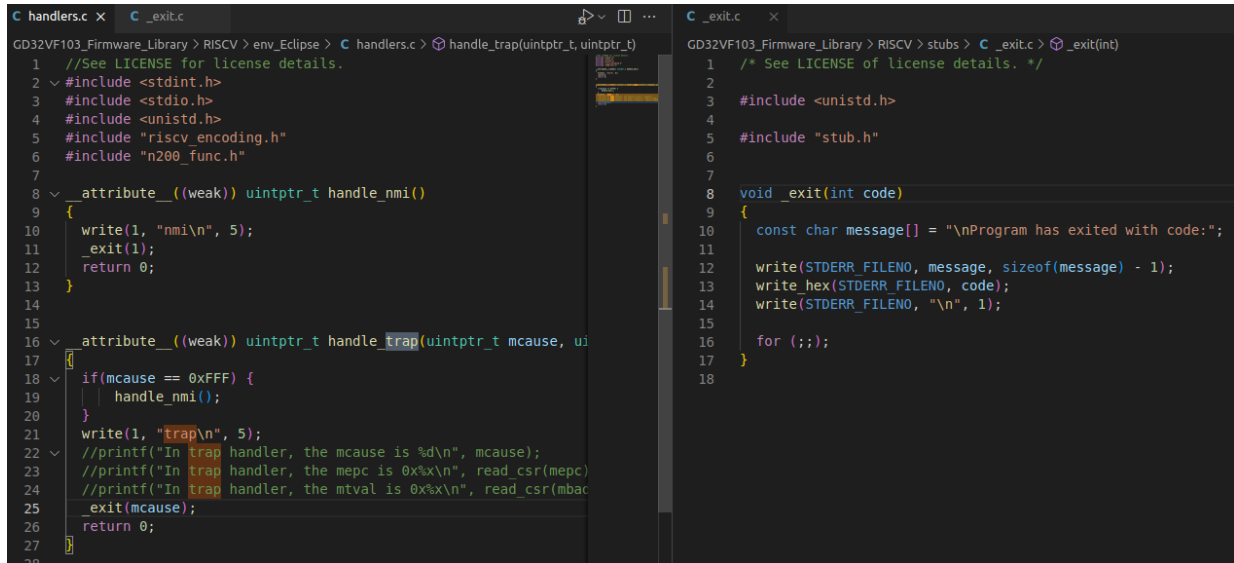 handlers.c
_exit.c
GD32VF103_Firmware_Library > RISCV > env_Eclipse > C handlers.c > handle_trap(uintptr_t, uintptr_t)
1 //See LICENSE for license details.
2 #include <stdint.h>
3 #include <stdio.h>
4 #include <unistd.h>
5 #include "riscv_encoding.h"
6 #include "n200_func.h"
7
8 __attribute__((weak)) uintptr_t handle_nmi()
9 {
10   write(1, "nmi\n", 5);
11   _exit(1);
12   return 0;
13 }
14
15
16 __attribute__((weak)) uintptr_t handle_trap(uintptr_t mcause, ui
17 {
18   if(mcause == 0xFFF) {
19       handle_nmi();
20   }
21   write(1, "trap\n", 5);
22   //printf("In trap handler, the mcause is %d\n", mcause);
23   //printf("In trap handler, the mepc is 0x%x\n", read_csr(mepc)
24   //printf("In trap handler, the mtval is 0x%x\n", read_csr(mbad
25   _exit(mcause);
26   return 0;
27 }
28
C _exit.c
GD32VF103_Firmware_Library > RISCV > stubs > C _exit.c > _exit(int)
1 /* See LICENSE of license details. */
2
3 #include <unistd.h>
4
5 #include "stub.h"
6
7
8 void _exit(int code)
9 {
10   const char message[] = "\nProgram has exited with code:";
11
12   write(STDERR_FILENO, message, sizeof(message) - 1);
13   write_hex(STDERR_FILENO, code);
14   write(STDERR_FILENO, "\n", 1);
15
16   for (;;);
17 }
18